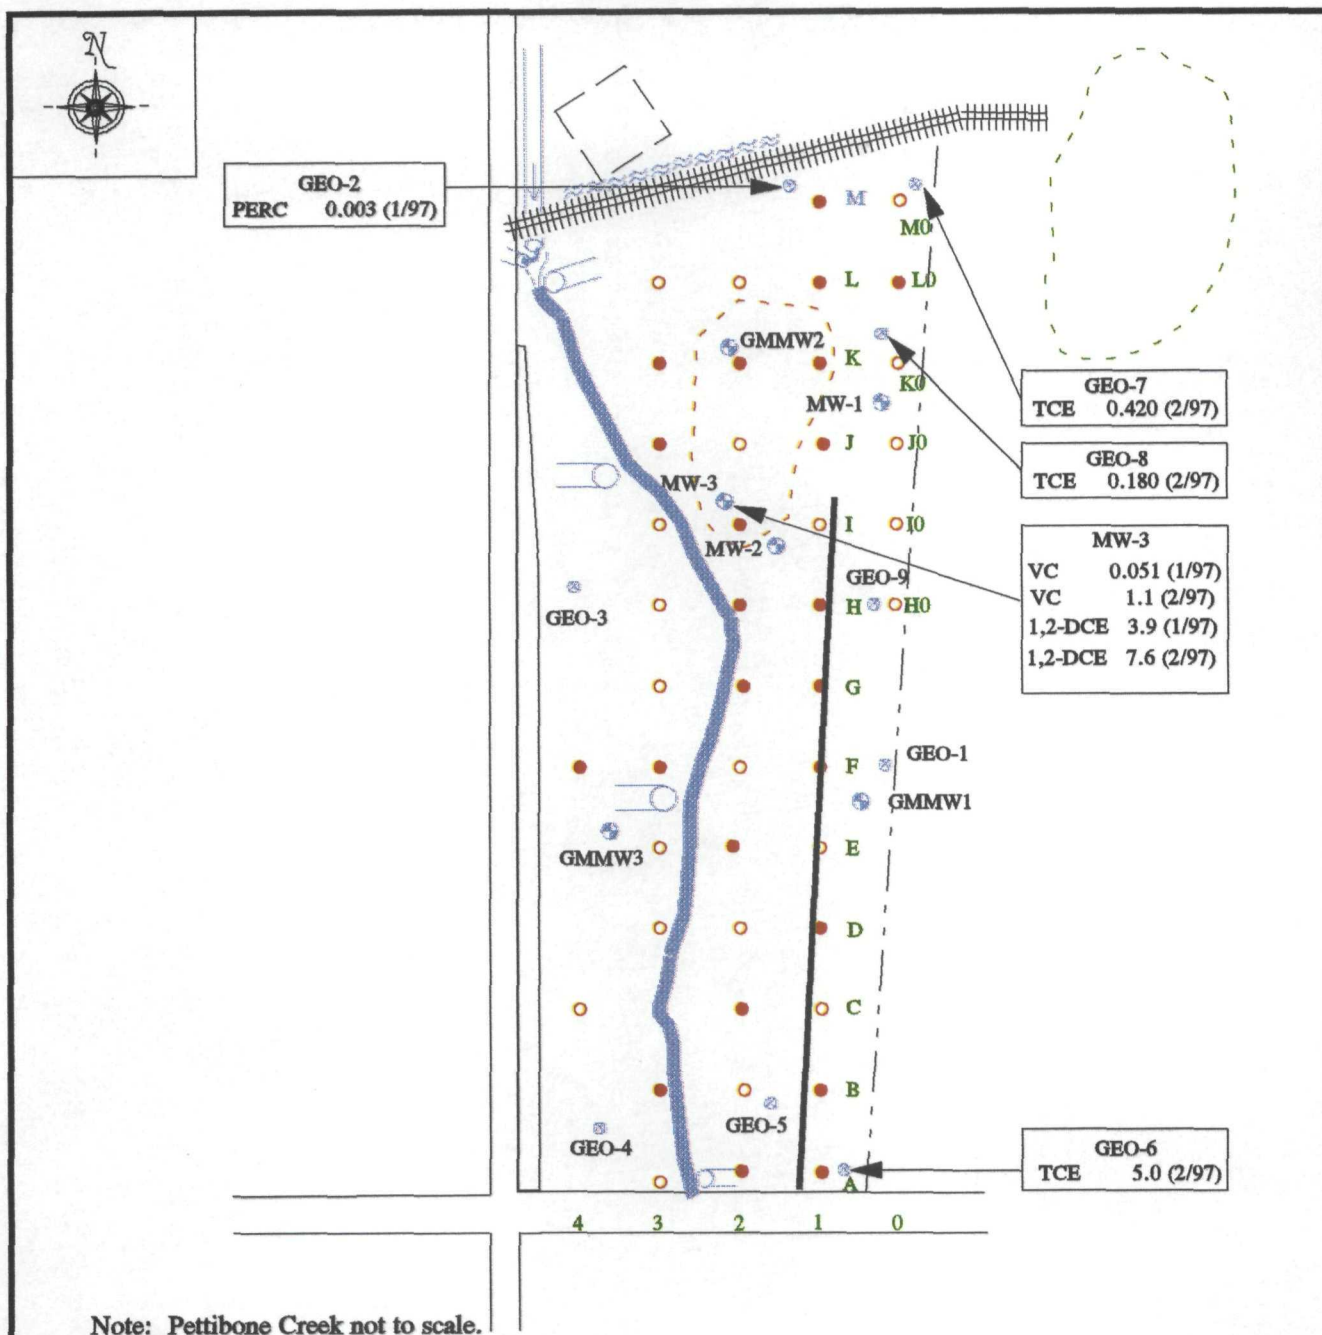 N
GEO-2
PERC 0.003 (1/97)
M
M0
L
L0
GMMW2
K
K0
MW-1
GEO-7
TCE 0.420 (2/97)
J
J0
GEO-8
TCE 0.180 (2/97)
MW-3
I
I0
MW-2
MW-3
VC 0.051 (1/97)
VC 1.1 (2/97)
1,2-DCE 3.9 (1/97)
1,2-DCE 7.6 (2/97)
GEO-9
GEO-3
H
H0
G
GEO-1
F
GMMW1
GMMW3
E
D
C
B
GEO-5
GEO-4
A
GEO-6
TCE 5.0 (2/97)
4 3 2 1 0
Note: Pettibone Creek not to scale.